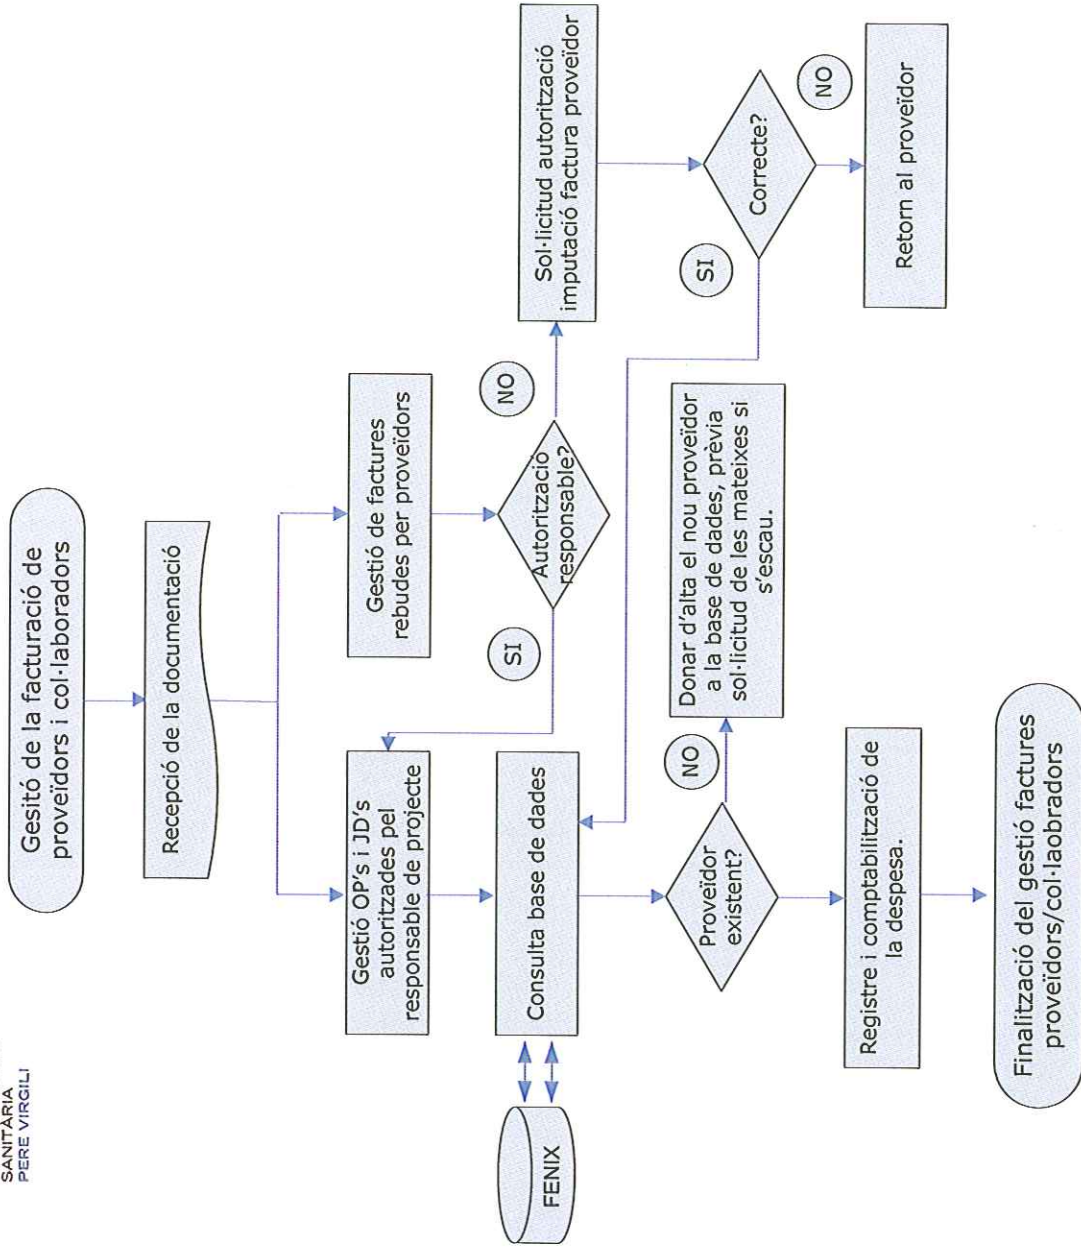 SANITÀRIA
PERE VIRGILI
Gesitó de la facturació de
proveïdors i col·laboradors
Recepció de la documentació
Gestió OP's i JD's
autoritzades pel
responsable de projecte
Gestió de factures
rebudes per proveïdors
Autorització
responsable?
SI
NO
Sol·licitud autorització
imputació factura proveïdor
Correcte?
SI
NO
Retorn al proveïdor
FENIX
Consulta base de dades
Proveïdor
existent?
NO
Donar d'alta el nou proveïdor
a la base de dades, prèvia
sol·licitud de les mateixes si
s'escau.
Registre i comptabilització de
la despesa.
Finalització del gestió factures
proveïdors/col·laobradors